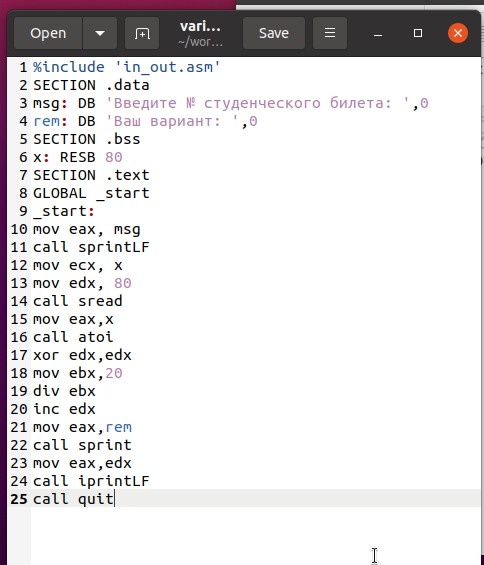 Open
vari...
~/wor...
Save
1 %include 'in_out.asm'
2 SECTION .data
3 msg: DB 'Введите № студенческого билета: ',0
4 rem: DB 'Ваш вариант: ',0
5 SECTION .bss
6 x: RESB 80
7 SECTION .text
8 GLOBAL _start
9 _start:
10 mov eax, msg
11 call sprintLF
12 mov ecx, x
13 mov edx, 80
14 call sread
15 mov eax,x
16 call atoi
17 xor edx,edx
18 mov ebx,20
19 div ebx
20 inc edx
21 mov eax,rem
22 call sprint
23 mov eax,edx
24 call iprintLF
25 call quit